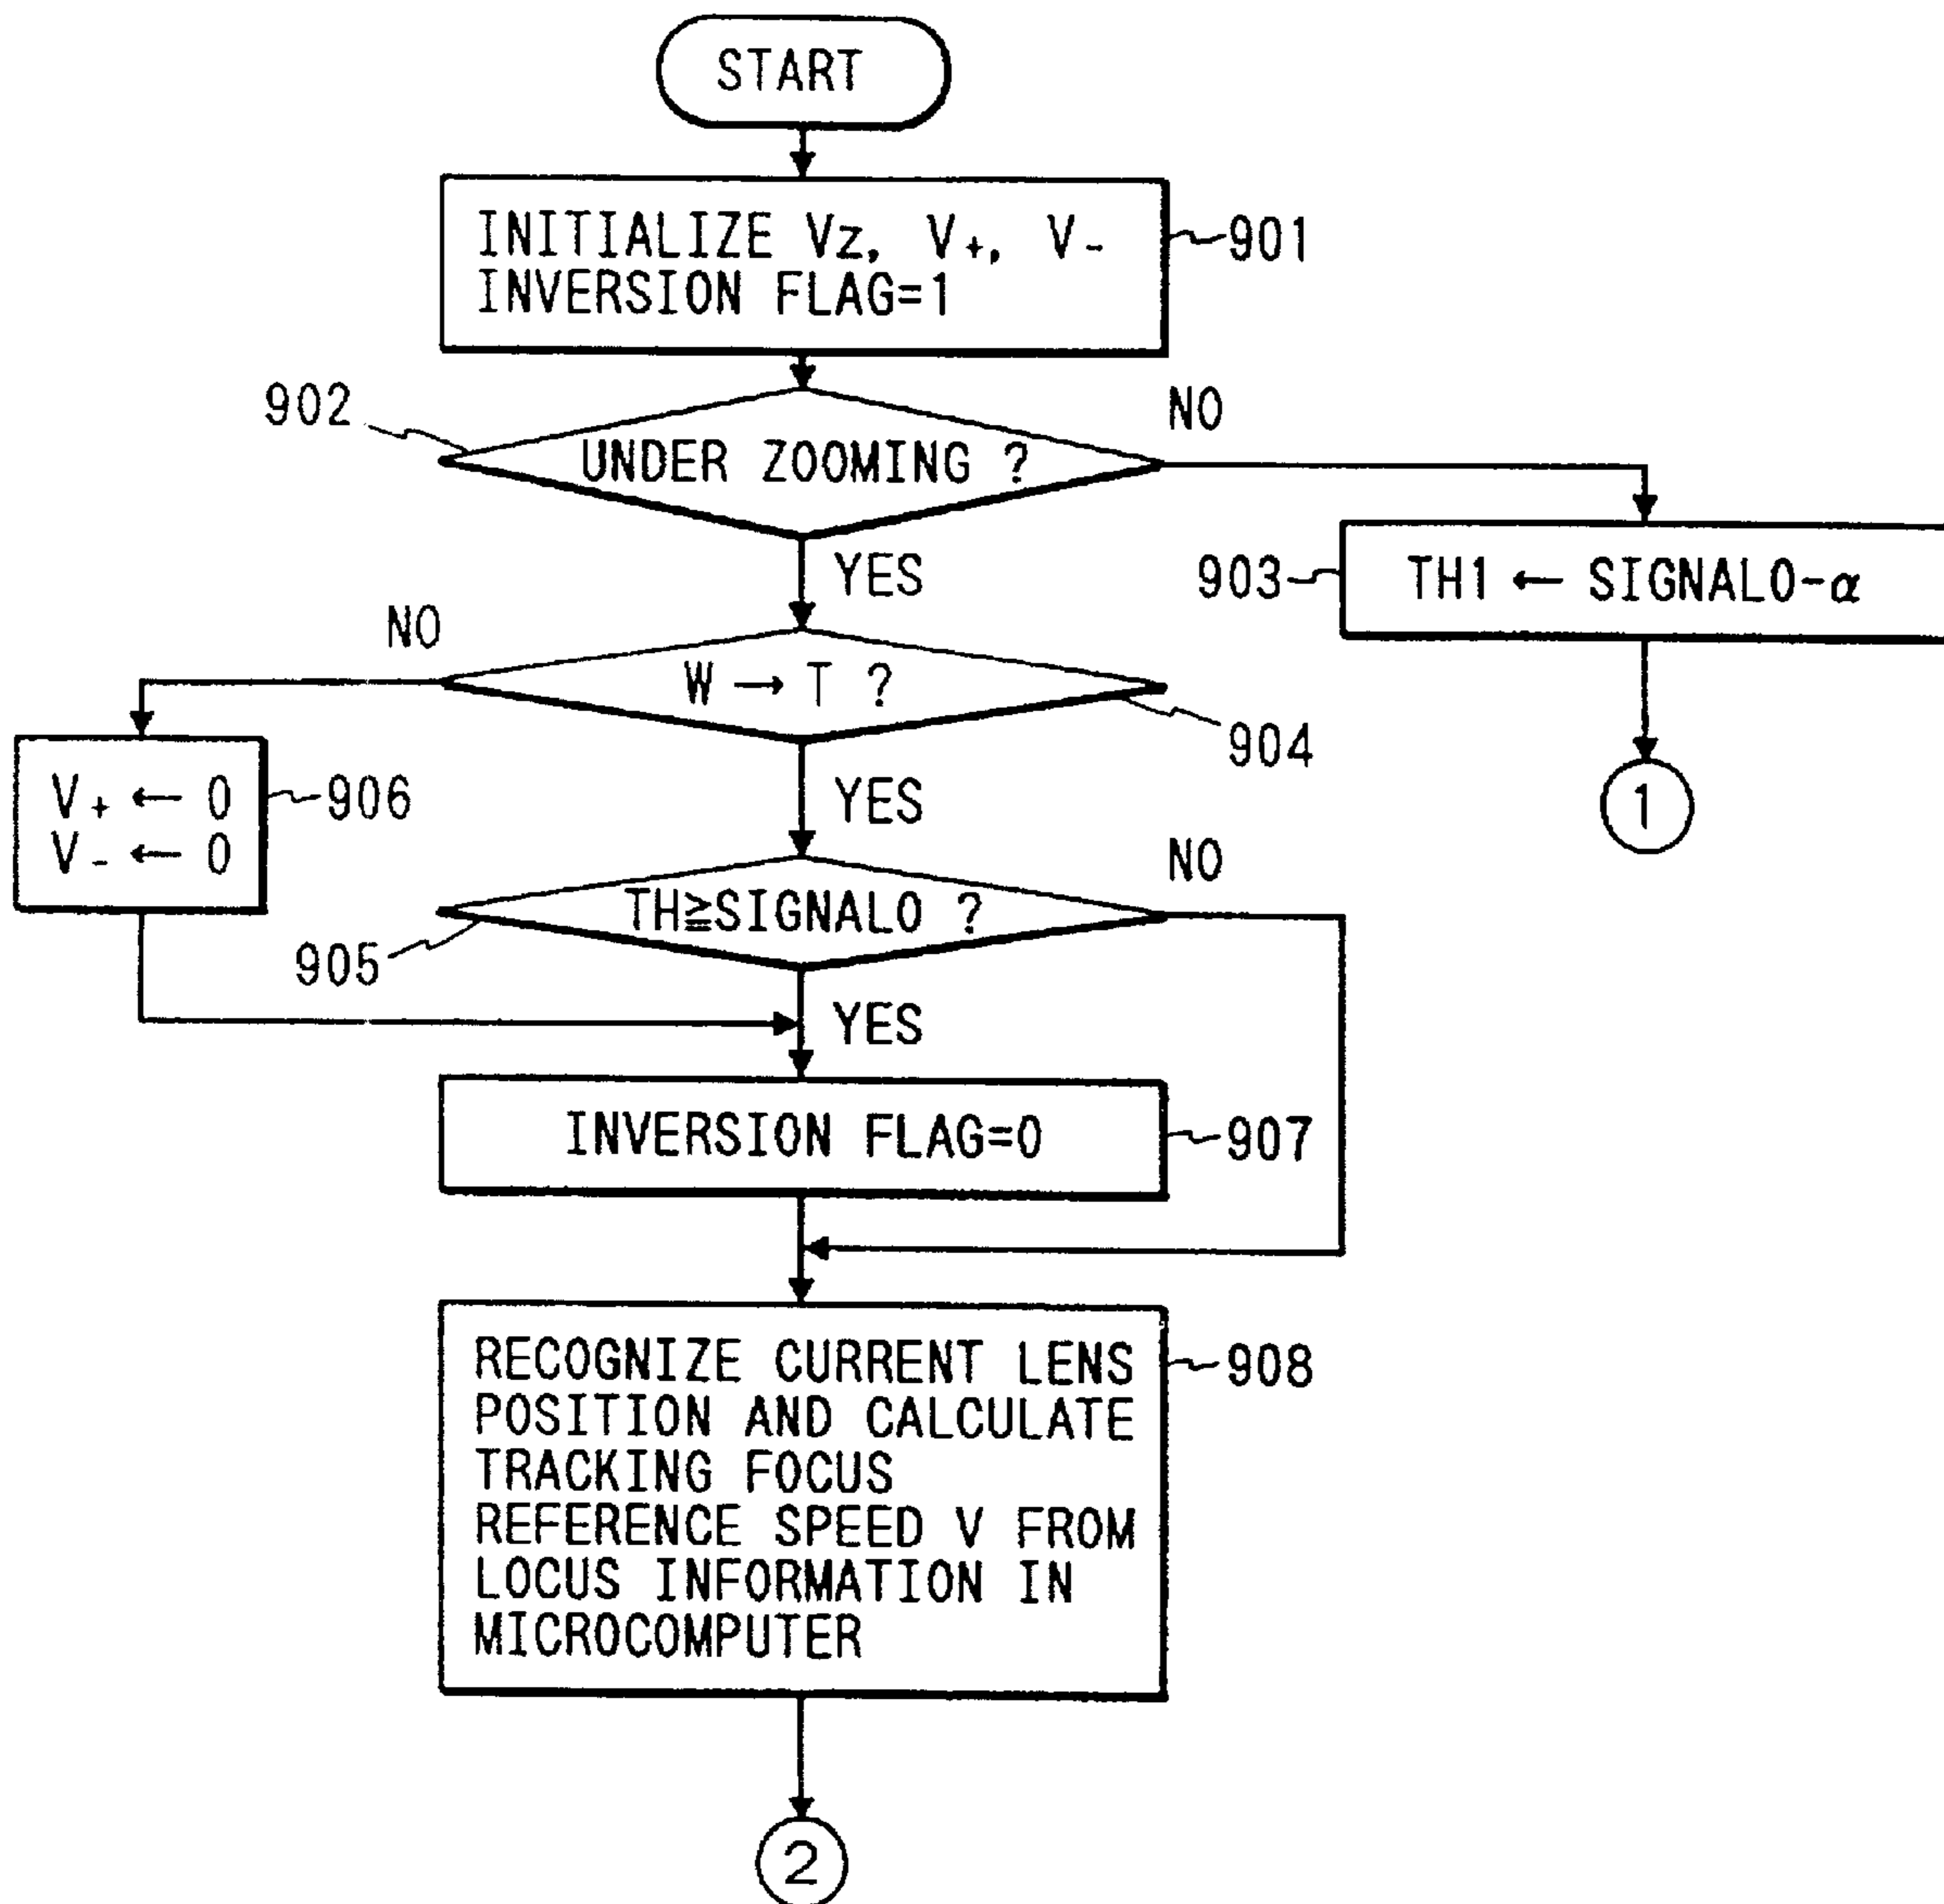 START
INITIALIZE Vz, V+, V-
INVERSION FLAG=1
901
902
UNDER ZOOMING ?
NO
YES
903
TH1 ← SIGNAL0-α
1
NO
W → T ?
904
YES
V+ ← 0
V- ← 0
906
TH≧SIGNAL0 ?
NO
905
YES
INVERSION FLAG=0
907
RECOGNIZE CURRENT LENS
POSITION AND CALCULATE
TRACKING FOCUS
REFERENCE SPEED V FROM
LOCUS INFORMATION IN
MICROCOMPUTER
908
2